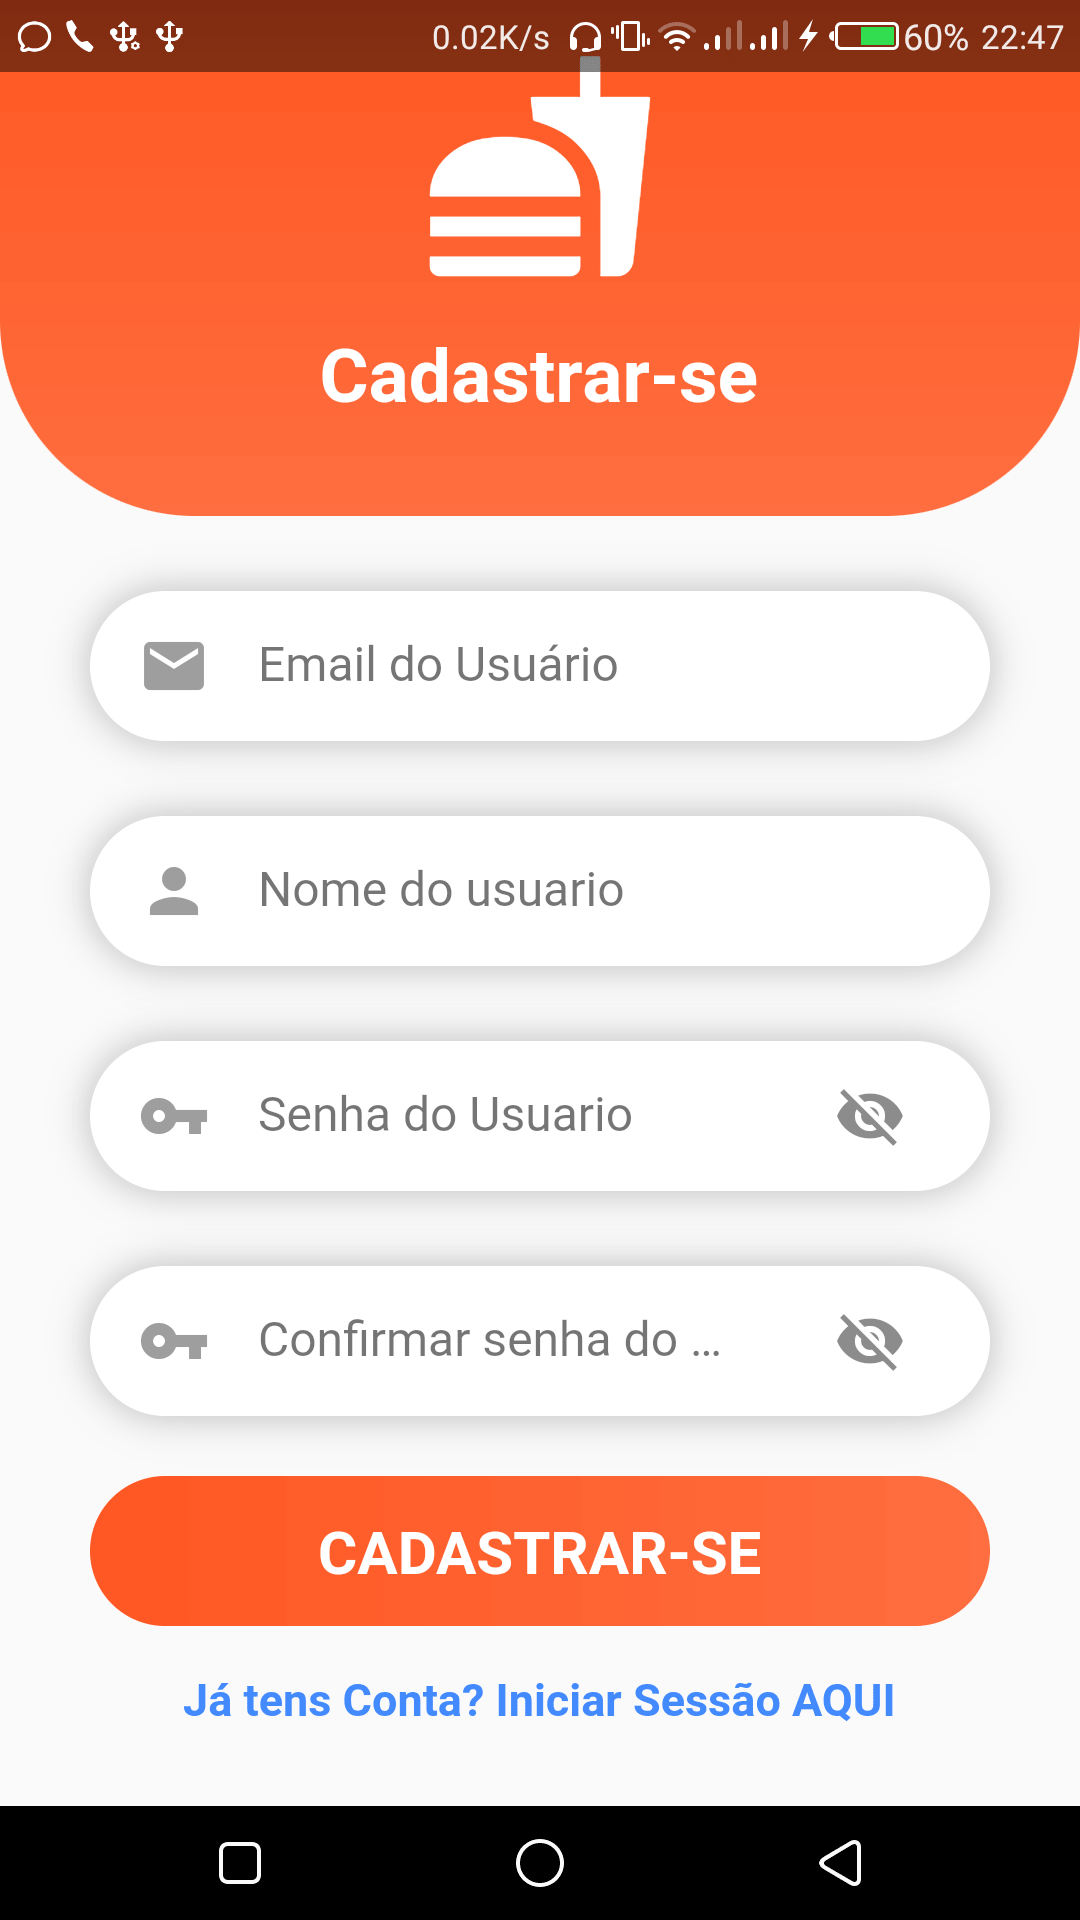 0.02K/s 60% 22:47
Cadastrar-se
Email do Usuário
Nome do usuario
Senha do Usuario
Confirmar senha do ...
CADASTRAR-SE
Já tens Conta? Iniciar Sessão AQUI